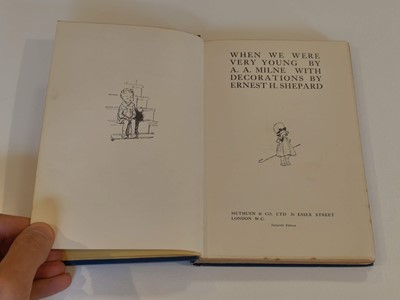 WHEN WE WERE
VERY YOUNG BY
A. A. MILNE WITH
DECORATIONS BY
ERNEST H. SHEPARD
METHUEN & CO. LTD 36 ESSEX STREET
LONDON W.C.
Edition